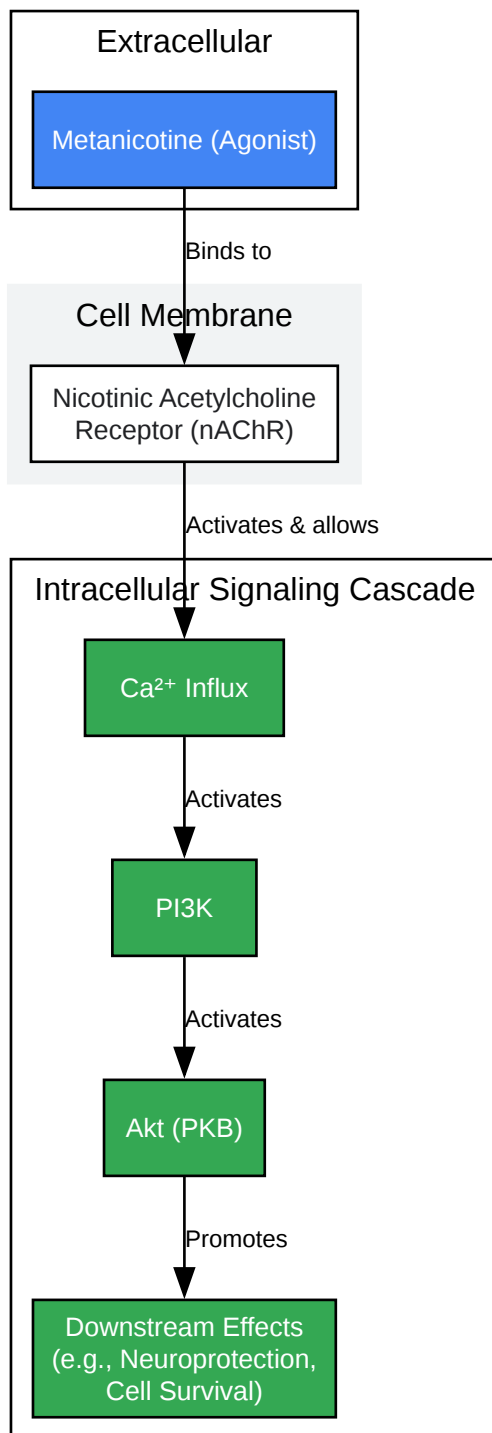 Extracellular
Metanicotine (Agonist)
Binds to
Cell Membrane
Nicotinic Acetylcholine
Receptor (nAChR)
Activates & allows
Intracellular Signaling Cascade
Ca²⁺ Influx
Activates
PI3K
Activates
Akt (PKB)
Promotes
Downstream Effects
(e.g., Neuroprotection,
Cell Survival)